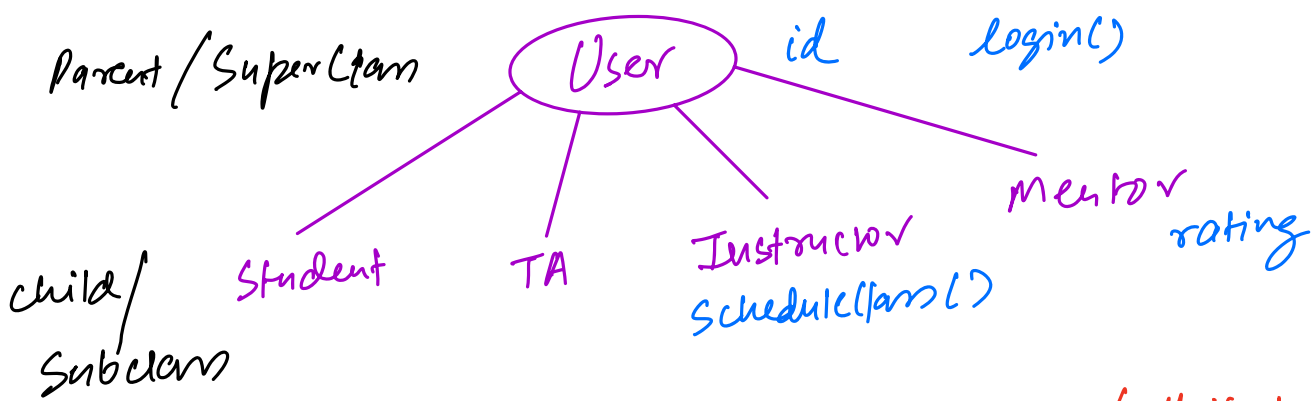 Parent / SuperClass User id login()
Mentor
rating
Student TA Instructor
child/ scheduleClass()
Subclass